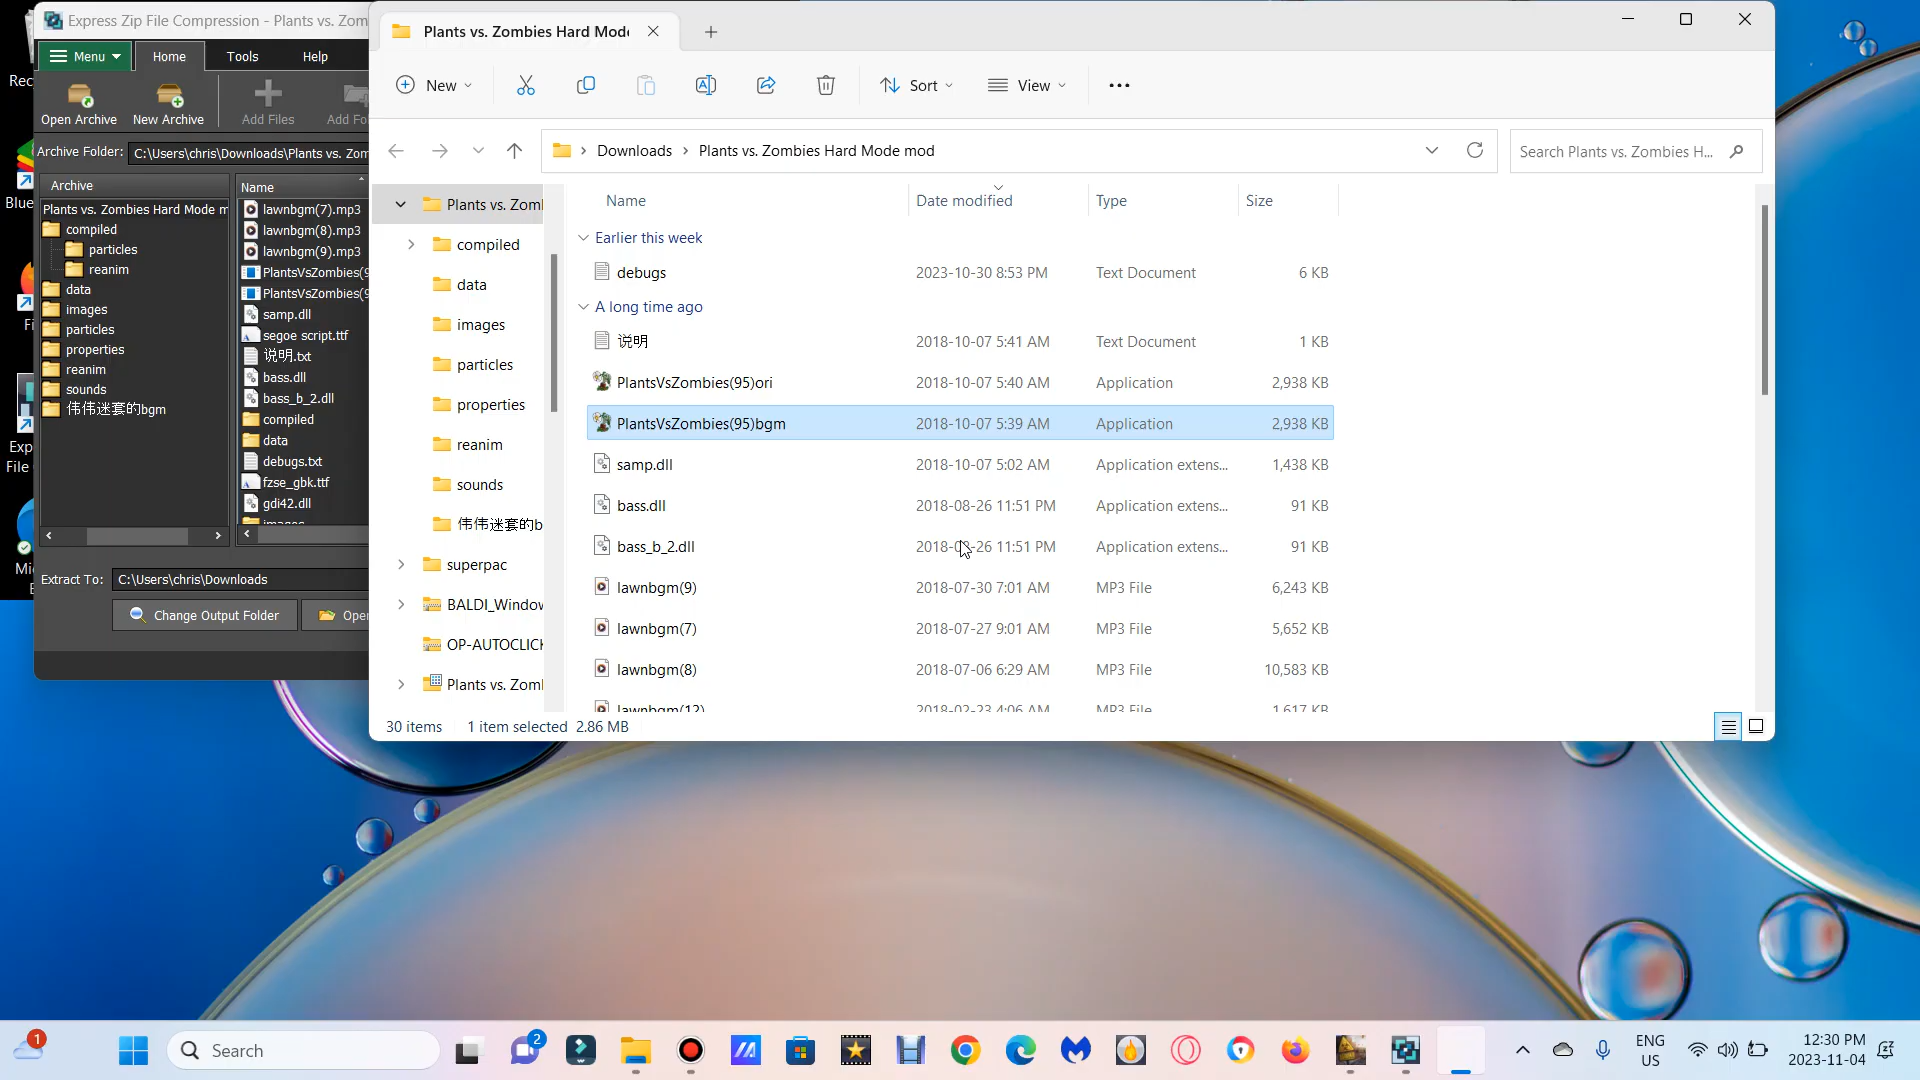 Express Zip File Compression - Plants vs. Zom
Menu
Home
Tools
Help
Open Archive
New Archive
Add Files
Add Fo
Archive Folder:
C:\Users\chris\Downloads\Plants vs. Zom
Archive
Plants vs. Zombies Hard Mode m
compiled
particles
reanim
data
images
particles
properties
reanim
sounds
伟伟迷套的bgm
Name
lawnbgm(7).mp3
lawnbgm(8).mp3
lawnbgm(9).mp3
PlantsVsZombies(9
PlantsVsZombies(9
samp.dll
segoe script.ttf
说明.txt
bass.dll
bass_b_2.dll
compiled
data
debugs.txt
fzse_gbk.ttf
gdi42.dll
images
Extract To:
C:\Users\chris\Downloads
Change Output Folder
Open
Rec
Blue
Fi
Exp
File
Mi
Plants vs. Zombies Hard Mode
New
Sort
View
Downloads
Plants vs. Zombies Hard Mode mod
Search Plants vs. Zombies H...
Plants vs. Zoml
compiled
data
images
particles
properties
reanim
sounds
伟伟迷套的b
superpac
BALDI_Window
OP-AUTOCLICK
Plants vs. Zoml
Name
Date modified
Type
Size
Earlier this week
debugs 2023-10-30 8:53 PM Text Document 6 KB
A long time ago
说明 2018-10-07 5:41 AM Text Document 1 KB
PlantsVsZombies(95)ori 2018-10-07 5:40 AM Application 2,938 KB
PlantsVsZombies(95)bgm 2018-10-07 5:39 AM Application 2,938 KB
samp.dll 2018-10-07 5:02 AM Application extens... 1,438 KB
bass.dll 2018-08-26 11:51 PM Application extens... 91 KB
bass_b_2.dll 2018-08-26 11:51 PM Application extens... 91 KB
lawnbgm(9) 2018-07-30 7:01 AM MP3 File 6,243 KB
lawnbgm(7) 2018-07-27 9:01 AM MP3 File 5,652 KB
lawnbgm(8) 2018-07-06 6:29 AM MP3 File 10,583 KB
lawnbgm(12) 2018-02-23 4:06 AM MP3 File 1,617 KB
30 items
1 item selected 2.86 MB
1
Search
2
ENG
US
12:30 PM
2023-11-04